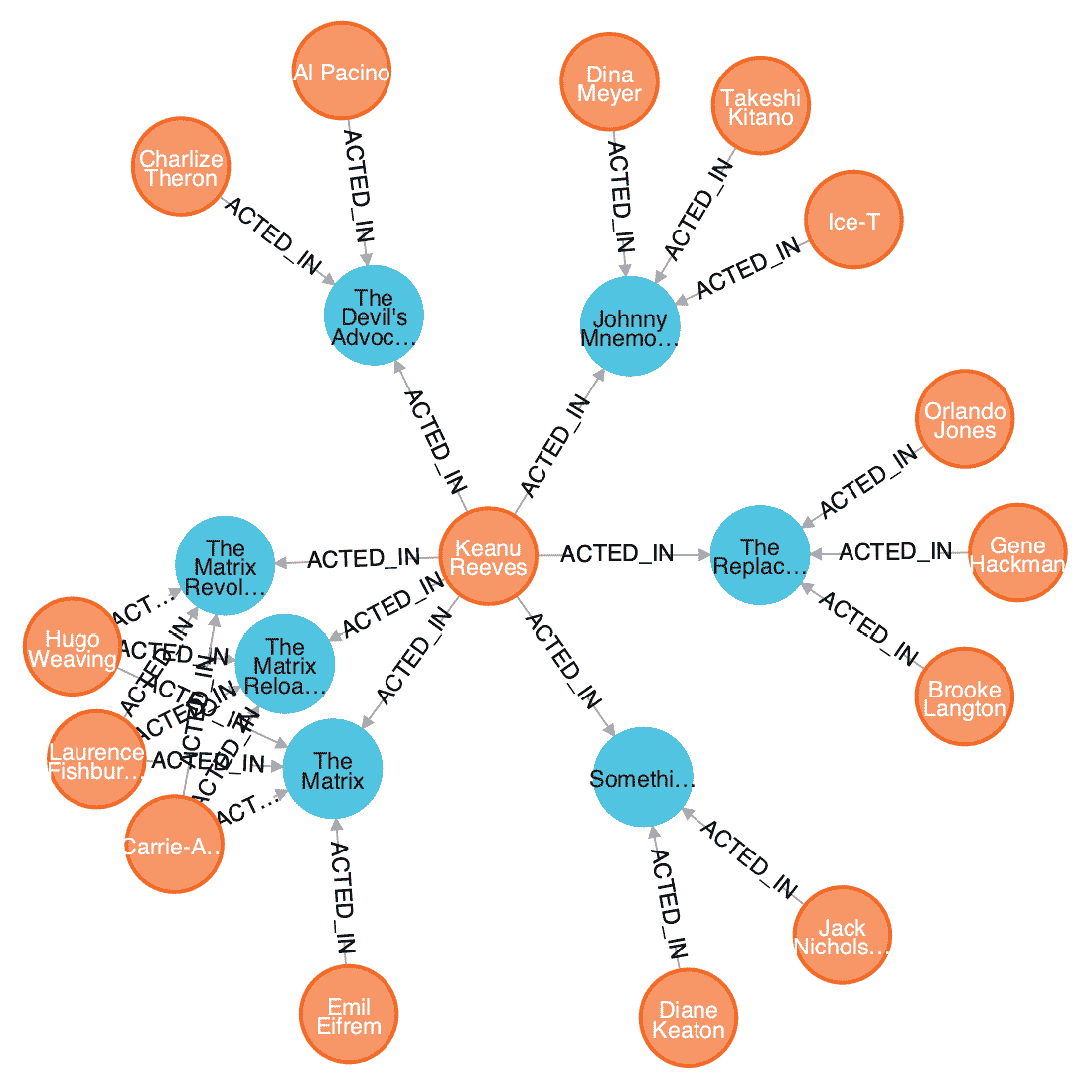 Al Pacino
Dina
Meyer
Takeshi
Kitano
Charlize
Theron
Ice-T
ACTED_IN
ACTED_IN
ACTED_IN
ACTED_IN
ACTED_IN
The
Devil's
Advoc...
Johnny
Mnemo...
ACTED_IN
ACTED_IN
Orlando
Jones
ACTED_IN
Keanu
Reeves
The
Matrix
Revol...
ACTED_IN
ACTED_IN
The
Replac...
ACTED_IN
Gene
Hackman
ACTED_IN
ACTED_IN
ACTED_IN
ACTED_IN
Brooke
Langton
Hugo
Weaving
ACT...
ACTED_IN
ACTED_IN
ACTED_IN
The
Matrix
Reloa...
ACTED_IN
ACTED_IN
ACTED_IN
Laurence
Fishbur...
ACTED_IN
ACTED_IN
The
Matrix
Somethi...
Carrie-A...
ACT...
ACTED_IN
ACTED_IN
ACTED_IN
Jack
Nichols...
Emil
Eifrem
Diane
Keaton